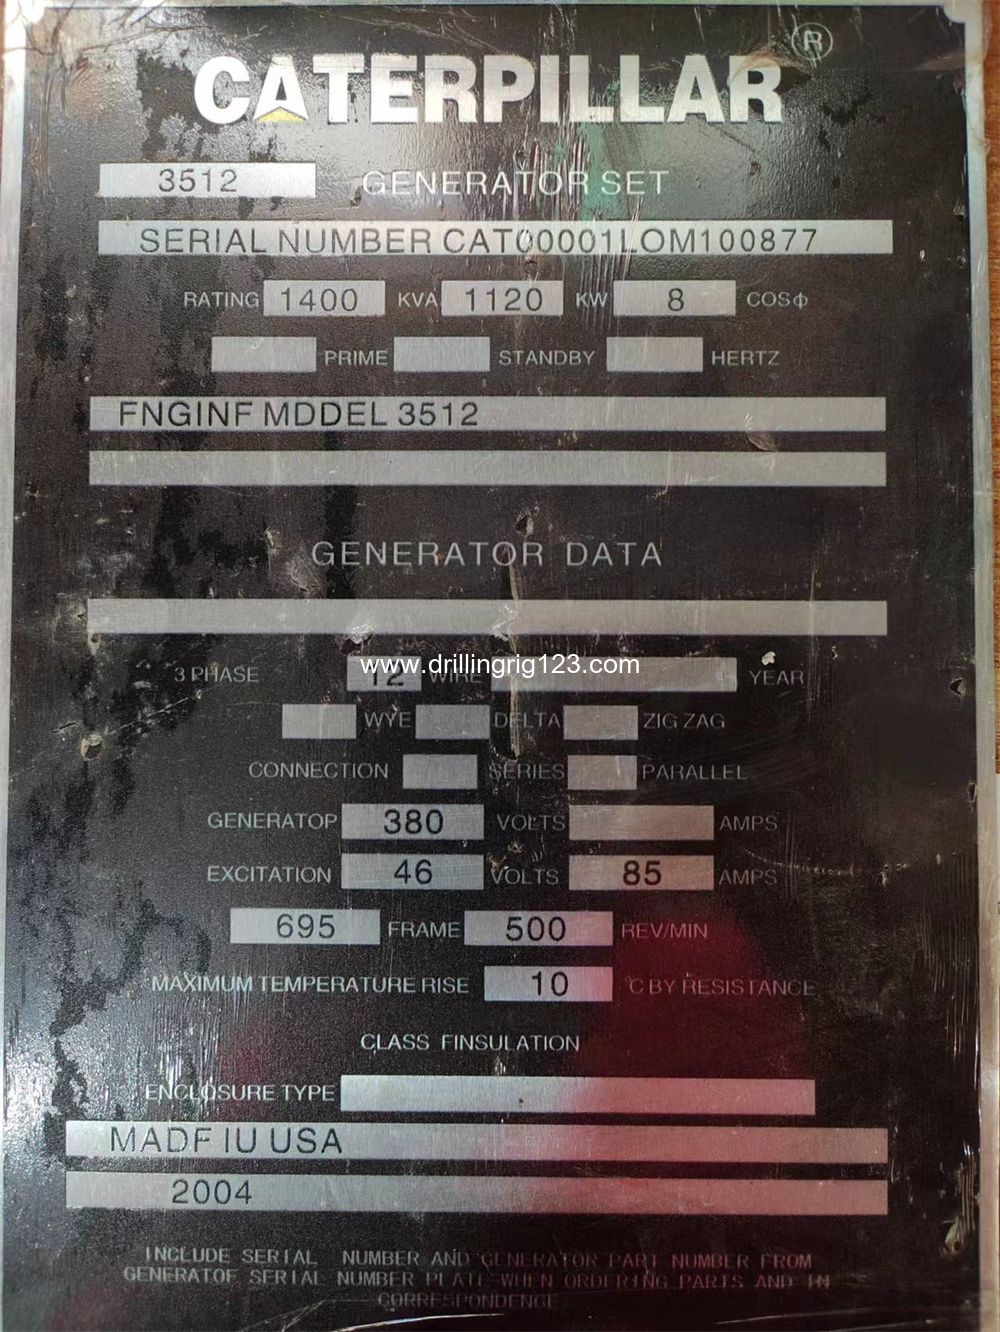 ®
CATERPILLAR
3512 GENERATOR SET
SERIAL NUMBER CAT00001LOM100877
RATING 1400 KVA 1120 KW 8 COSφ
PRIME STANDBY HERTZ
FNGINF MDDEL 3512
GENERATOR DATA
www.drillingrig123.com
3 PHASE 12 WIRE YEAR
WYE DELTA ZIG ZAG
CONNECTION SERIES PARALLEL
GENERATOP 380 VOLTS AMPS
EXCITATION 46 VOLTS 85 AMPS
695 FRAME 500 REV/MIN
MAXIMUM TEMPERATURE RISE 10 °C BY RESISTANCE
CLASS FINSULATION
ENCLOSURE TYPE
MADF IU USA
2004
INCLUDE SERIAL NUMBER AND GENERATOR PART NUMBER FROM
GENERATOF SERIAL NUMBER PLATE WHEN ORDERING PARTS AND IN
CORRESPONDENGE